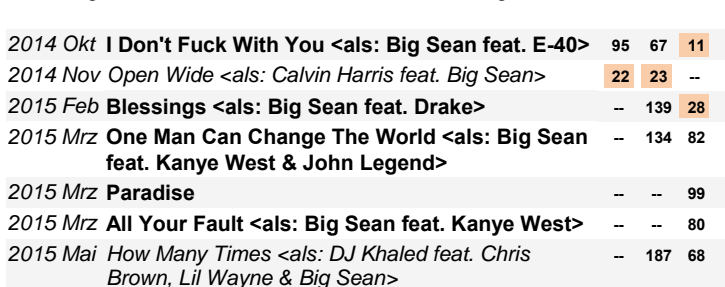 2014 Okt I Don't Fuck With You <als: Big Sean feat. E-40> 95 67 11
2014 Nov Open Wide <als: Calvin Harris feat. Big Sean> 22 23 --
2015 Feb Blessings <als: Big Sean feat. Drake> -- 139 28
2015 Mrz One Man Can Change The World <als: Big Sean -- 134 82
feat. Kanye West & John Legend>
2015 Mrz Paradise -- -- 99
2015 Mrz All Your Fault <als: Big Sean feat. Kanye West> -- -- 80
2015 Mai How Many Times <als: DJ Khaled feat. Chris -- 187 68
Brown, Lil Wayne & Big Sean>